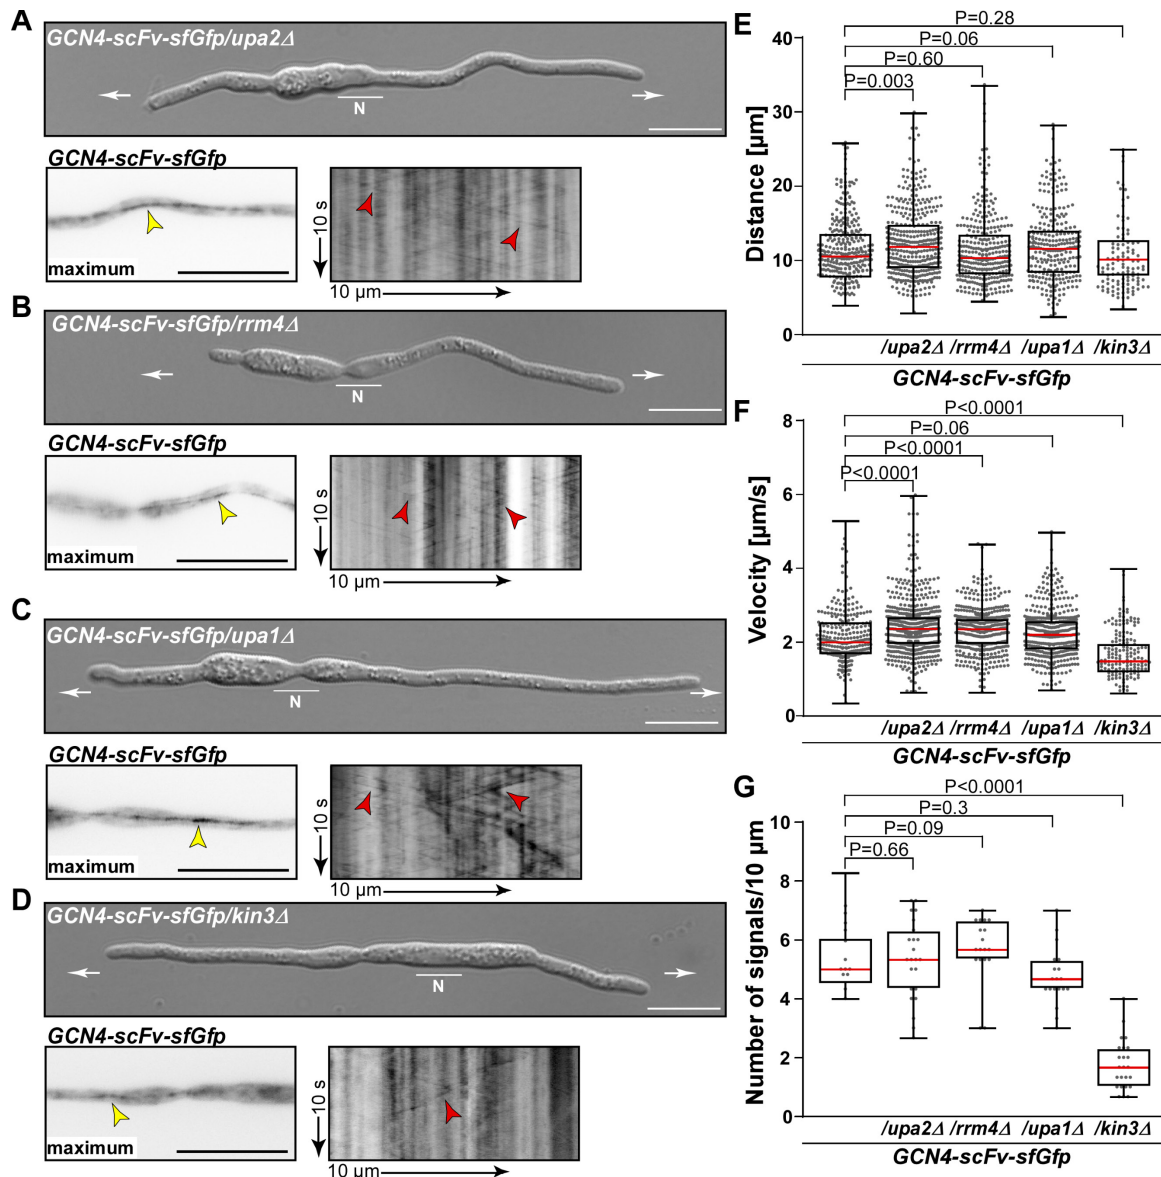 A
GCN4-scFv-sfGfp/upa2Δ
N
GCN4-scFv-sfGfp
maximum
10 s
10 µm
B
GCN4-scFv-sfGfp/rrm4Δ
N
GCN4-scFv-sfGfp
maximum
10 s
10 µm
C
GCN4-scFv-sfGfp/upa1Δ
N
GCN4-scFv-sfGfp
maximum
10 s
10 µm
D
GCN4-scFv-sfGfp/kin3Δ
N
GCN4-scFv-sfGfp
maximum
10 s
10 µm
E
P=0.28
P=0.06
P=0.60
P=0.003
Distance [µm]
40
30
20
10
0
/upa2Δ /rrm4Δ /upa1Δ /kin3Δ
GCN4-scFv-sfGfp
F
P<0.0001
P=0.06
P<0.0001
P<0.0001
Velocity [µm/s]
8
6
4
2
0
/upa2Δ /rrm4Δ /upa1Δ /kin3Δ
GCN4-scFv-sfGfp
G
P<0.0001
P=0.3
P=0.09
P=0.66
Number of signals/10 µm
10
8
6
4
2
0
/upa2Δ /rrm4Δ /upa1Δ /kin3Δ
GCN4-scFv-sfGfp